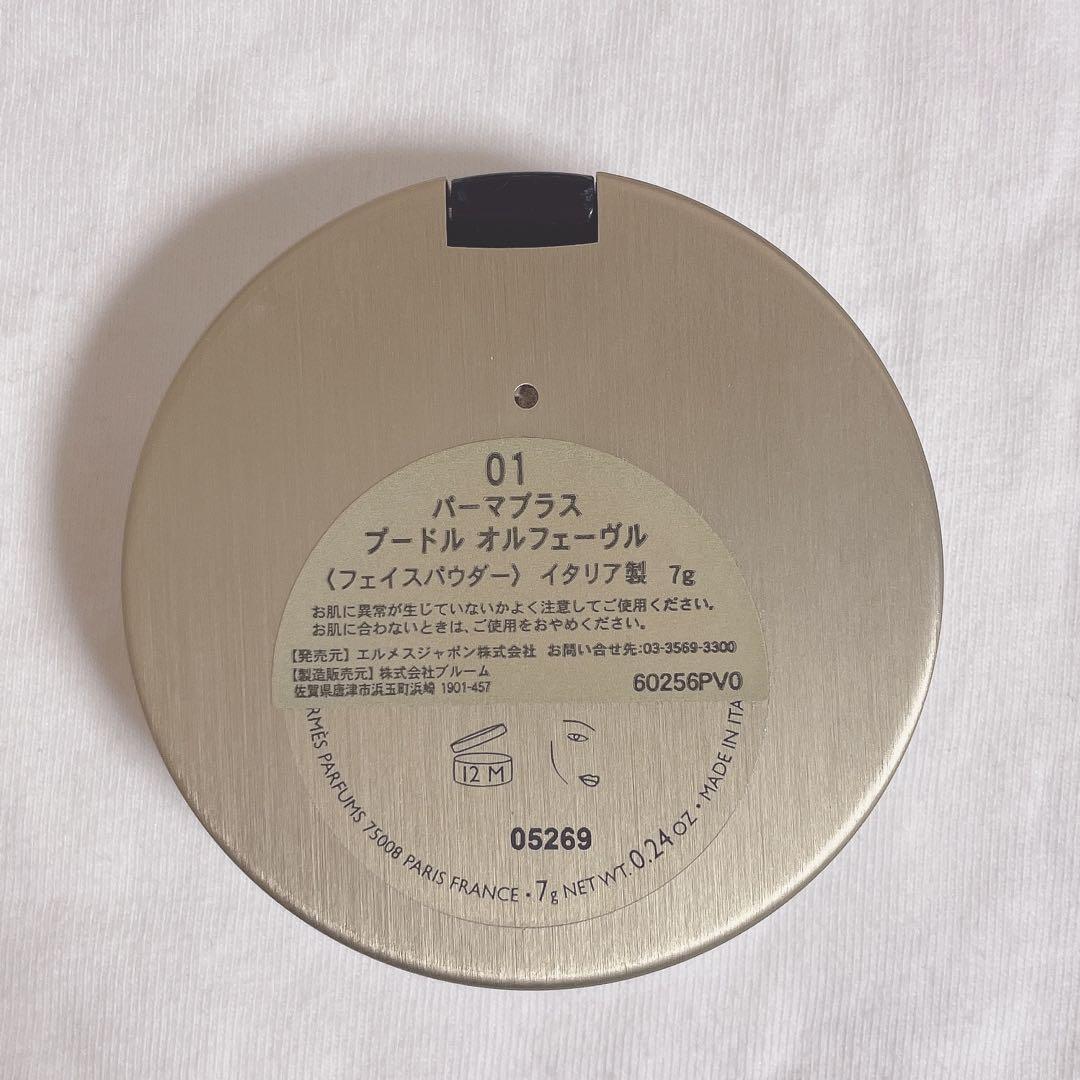 01
パーマブラス
プードル オルフェーヴル
〈フェイスパウダー〉 イタリア製 7g
お肌に異常が生じていないかよく注意してご使用ください。
お肌に合わないときは、ご使用をおやめください。
【発売元】エルメスジャポン株式会社 お問い合せ先:03-3569-3300
【製造販売元】株式会社ブルーム
佐賀県唐津市浜玉町浜崎 1901-457
60256PV0
12 M
05269
RMÈS PARFUMS 75008 PARIS FRANCE · 7g NET WT. 0.24 OZ · MADE IN ITA